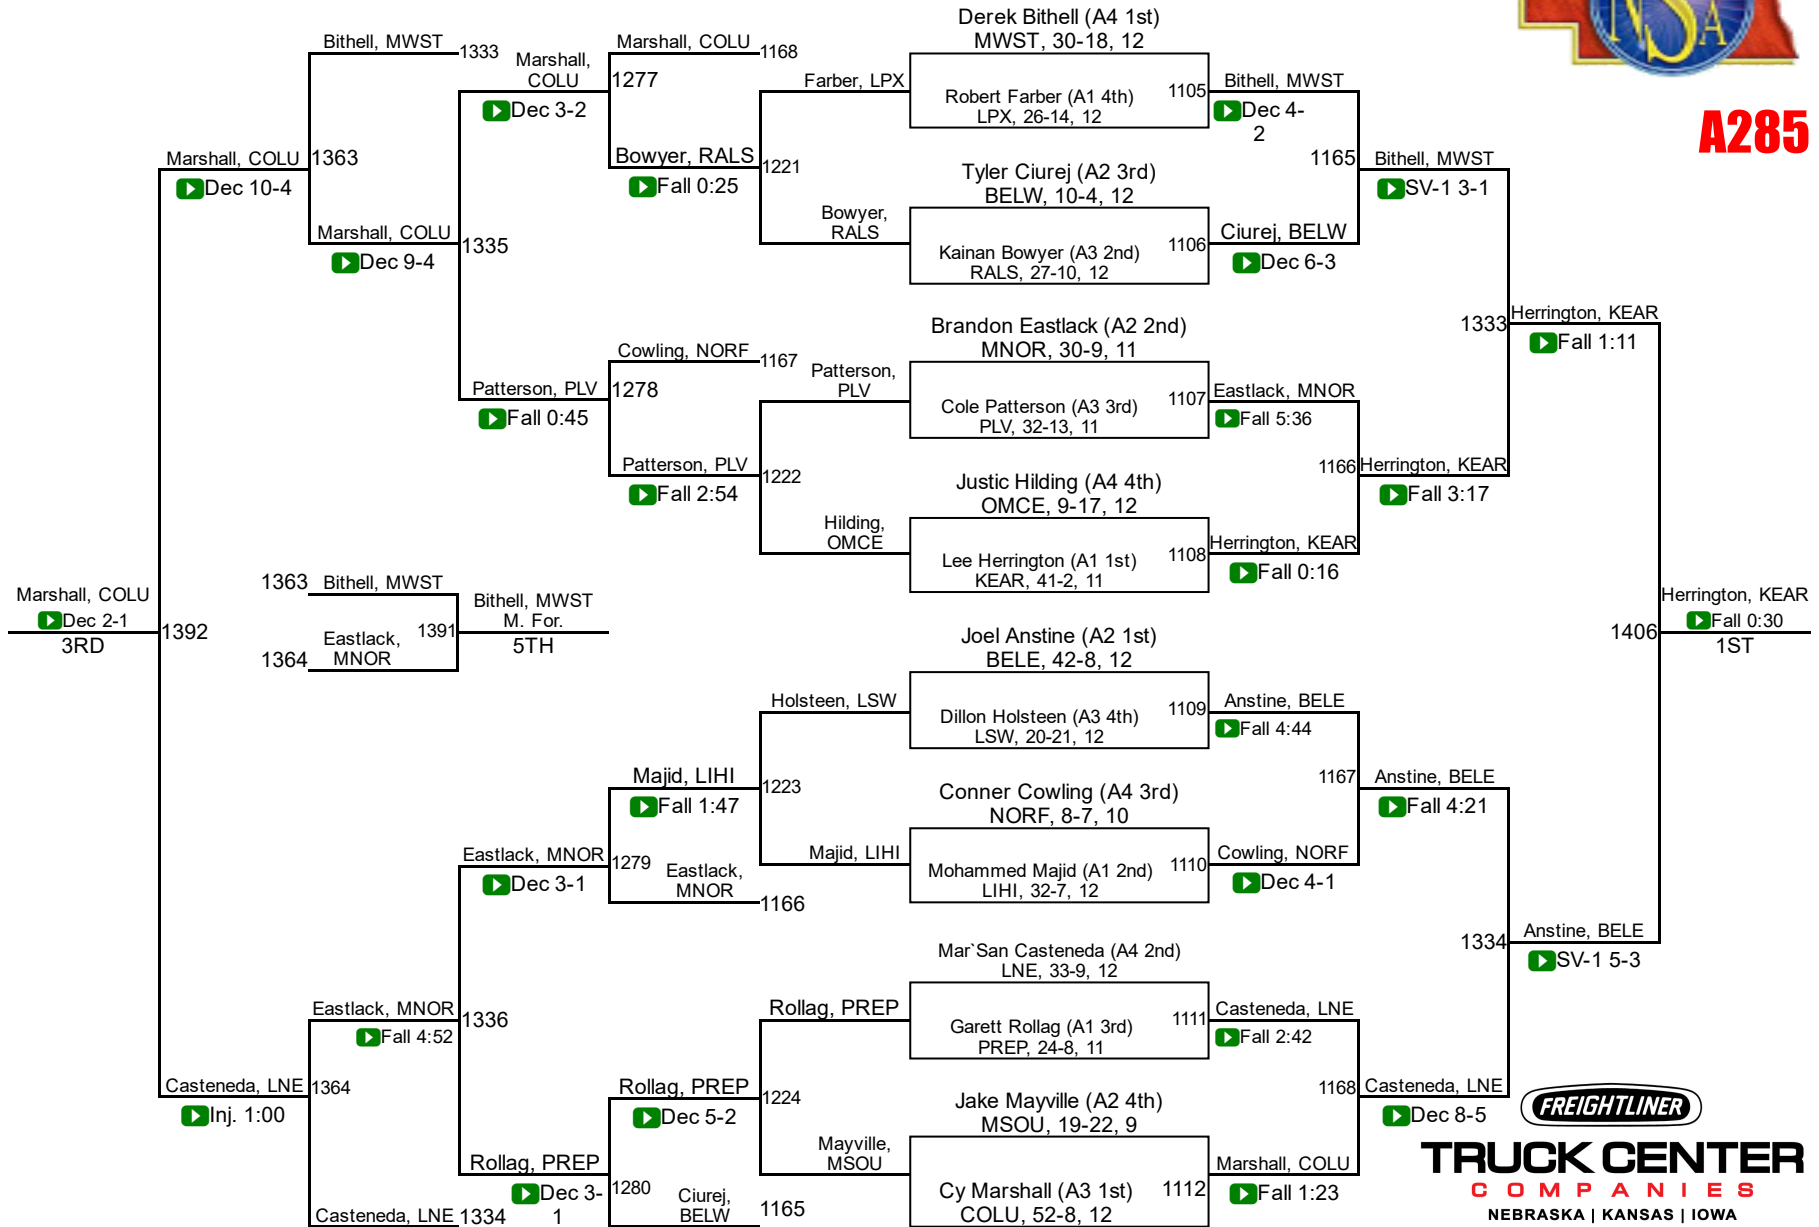 NSA
A285
Derek Bithell (A4 1st)
MWST, 30-18, 12
Robert Farber (A1 4th)
LPX, 26-14, 12
1105
Tyler Ciurej (A2 3rd)
BELW, 10-4, 12
Kainan Bowyer (A3 2nd)
RALS, 27-10, 12
1106
Brandon Eastlack (A2 2nd)
MNOR, 30-9, 11
Cole Patterson (A3 3rd)
PLV, 32-13, 11
1107
Justic Hilding (A4 4th)
OMCE, 9-17, 12
Lee Herrington (A1 1st)
KEAR, 41-2, 11
1108
Joel Anstine (A2 1st)
BELE, 42-8, 12
Dillon Holsteen (A3 4th)
LSW, 20-21, 12
1109
Conner Cowling (A4 3rd)
NORF, 8-7, 10
Mohammed Majid (A1 2nd)
LIHI, 32-7, 12
1110
Mar`San Casteneda (A4 2nd)
LNE, 33-9, 12
Garett Rollag (A1 3rd)
PREP, 24-8, 11
1111
Jake Mayville (A2 4th)
MSOU, 19-22, 9
Cy Marshall (A3 1st)
COLU, 52-8, 12
1112
Bithell, MWST
Dec 4-
2
1165
Ciurej, BELW
Dec 6-3
Eastlack, MNOR
Fall 5:36
1166
Herrington, KEAR
Fall 0:16
Anstine, BELE
Fall 4:44
1167
Cowling, NORF
Dec 4-1
Casteneda, LNE
Fall 2:42
1168
Marshall, COLU
Fall 1:23
Bithell, MWST
SV-1 3-1
1333
Herrington, KEAR
Fall 3:17
Anstine, BELE
Fall 4:21
1334
Casteneda, LNE
Dec 8-5
Herrington, KEAR
Fall 1:11
1406
Anstine, BELE
SV-1 5-3
Herrington, KEAR
Fall 0:30
1ST
Farber, LPX
1221
Bowyer,
RALS
Patterson,
PLV
1222
Hilding,
OMCE
Holsteen, LSW
1223
Majid, LIHI
Rollag, PREP
1224
Mayville,
MSOU
Marshall, COLU
1168
1277
Bowyer, RALS
Fall 0:25
Cowling, NORF
1167
1278
Patterson, PLV
Fall 2:54
Majid, LIHI
Fall 1:47
1279
Eastlack,
MNOR
1166
Rollag, PREP
Dec 5-2
1280
Ciurej,
BELW
1165
Marshall,
COLU
Dec 3-2
1335
Patterson, PLV
Fall 0:45
Eastlack, MNOR
Dec 3-1
1336
Rollag, PREP
Dec 3-
1
Bithell, MWST
1333
1363
Marshall, COLU
Dec 9-4
Eastlack, MNOR
Fall 4:52
1364
Casteneda, LNE
1334
Marshall, COLU
Dec 10-4
1392
Casteneda, LNE
Inj. 1:00
Marshall, COLU
Dec 2-1
3RD
1363
Bithell, MWST
1391
1364
Eastlack,
MNOR
Bithell, MWST
M. For.
5TH
FREIGHTLINER
TRUCK CENTER
COMPANIES
NEBRASKA | KANSAS | IOWA